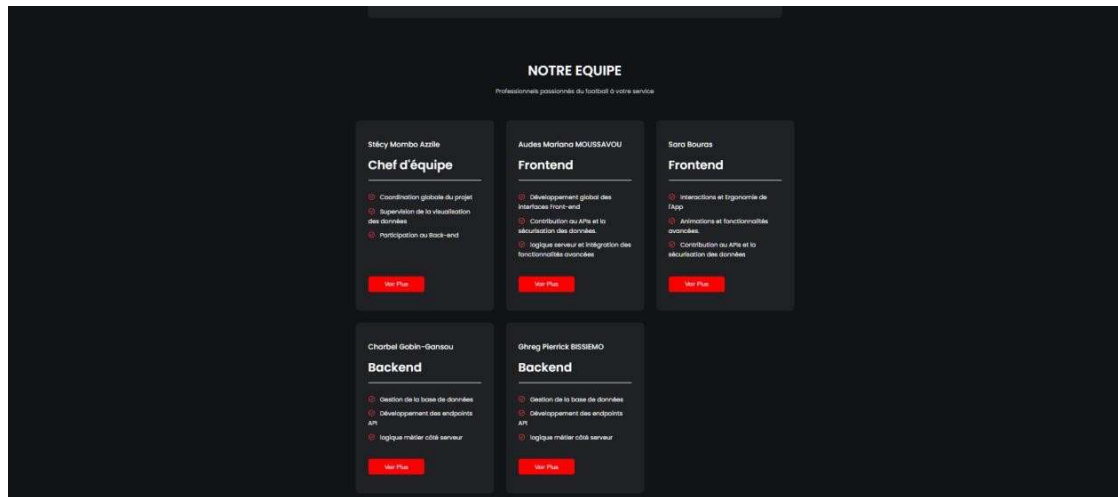 NOTRE EQUIPE
Professionnels passionnés du football à votre service
Stécy Mombo Azzile
Chef d'équipe
Coordination globale du projet
Supervision de la visualisation
des données
Participation au Back-end
Voir Plus
Audes Mariana MOUSSAVOU
Frontend
Développement global des
interfaces Front-end
Contribution au APIs et la
sécurisation des données.
logique serveur et intégration des
fonctionnalités avancées
Voir Plus
Sara Bouras
Frontend
Interactions et Ergonomie de
l'App
Animations et fonctionnalités
avancées.
Contribution au APIs et la
sécurisation des données
Voir Plus
Charbel Gobin-Gansou
Backend
Gestion de la base de données
Développement des endpoints
API
logique métier côté serveur
Voir Plus
Ghreg Pierrick BISSIEMO
Backend
Gestion de la base de données
Développement des endpoints
API
logique métier côté serveur
Voir Plus